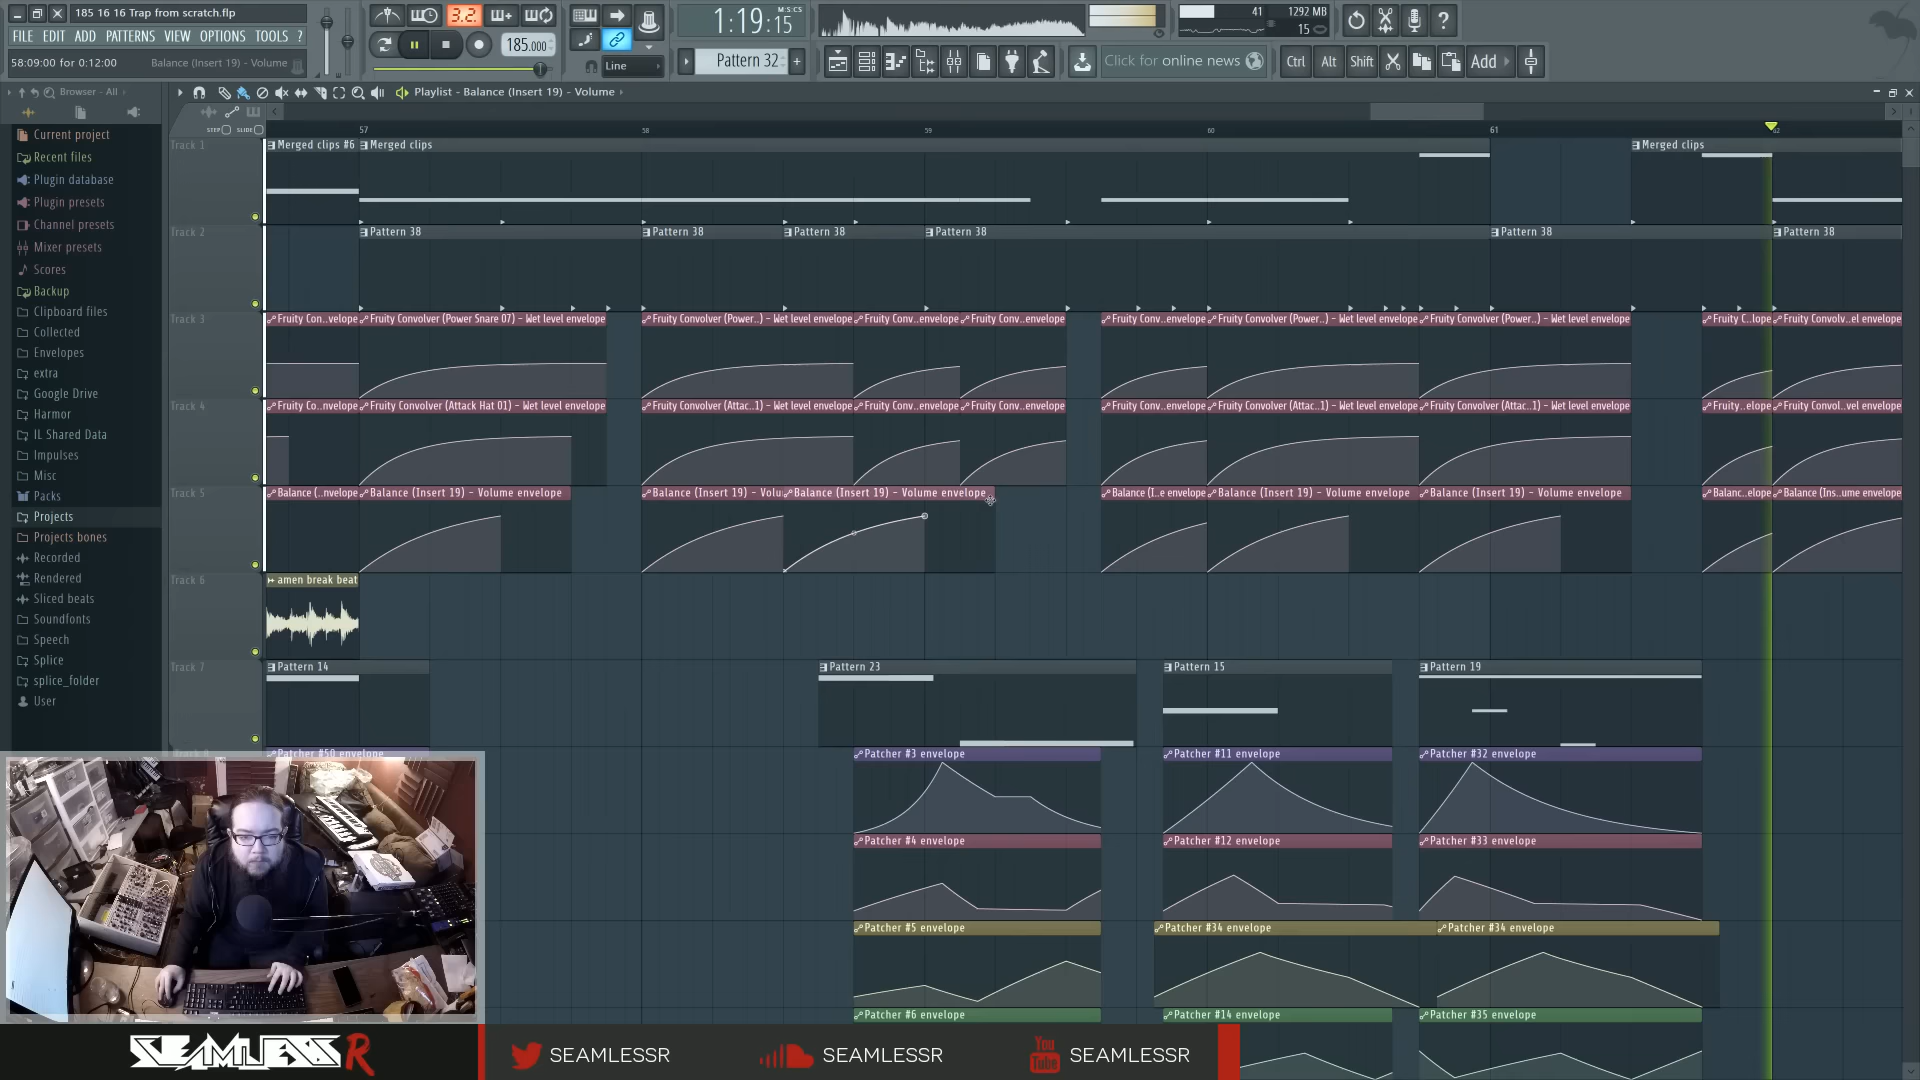 185 16 16 Trap from scratch.flp
FILE EDIT ADD PATTERNS VIEW OPTIONS TOOLS ?
58:09:00 for 0:12:00
Balance (Insert 19) - Volume
3.2.
185.000
Line
1:19:15
M:S:CS
Pattern 32
41
1292 MB
15
Click for online news
Ctrl Alt Shift
Add
Browser - All
Playlist - Balance (Insert 19) - Volume
STEP SLIDE
57 58 59 60 61
Current project
Recent files
Plugin database
Plugin presets
Channel presets
Mixer presets
Scores
Backup
Clipboard files
Collected
Envelopes
extra
Google Drive
Harmor
IL Shared Data
Impulses
Misc
Packs
Projects
Projects bones
Recorded
Rendered
Sliced beats
Soundfonts
Speech
Splice
splice_folder
User
Track 1
Merged clips #6 Merged clips Merged clips
Track 2
Pattern 38 Pattern 38 Pattern 38 Pattern 38 Pattern 38 Pattern 38
Track 3
Fruity Con..velope Fruity Convolver (Power Snare 07) - Wet level envelope Fruity Convolver (Power..) - Wet level envelope Fruity Con..envelope Fruity Conv..envelope Fruity Conv..envelope Fruity Convolver (Power..) - Wet level envelope Fruity Convolver (Power..) - Wet level envelope Fruity C..lope Fruity Convolv..el envelope
Track 4
Fruity Co..nvelope Fruity Convolver (Attack Hat 01) - Wet level envelope Fruity Convolver (Attac..1) - Wet level envelope Fruity Con..envelope Fruity Conv..envelope Fruity Conv..envelope Fruity Convolver (Attac..1) - Wet level envelope Fruity Convolver (Attac..1) - Wet level envelope Fruity..elope Fruity Convol..vel envelope
Track 5
Balance (..nvelope Balance (Insert 19) - Volume envelope Balance (Insert 19) - Volu Balance (Insert 19) - Volume envelope Balance (I..e envelope Balance (Insert 19) - Volume envelope Balance (Insert 19) - Volume envelope Balanc..elope Balance (Ins..ume envelope
Track 6
amen break beat
Track 7
Pattern 14 Pattern 23 Pattern 15 Pattern 19
Patcher #50 envelope Patcher #3 envelope Patcher #11 envelope Patcher #32 envelope
Patcher #4 envelope Patcher #12 envelope Patcher #33 envelope
Patcher #5 envelope Patcher #34 envelope Patcher #34 envelope
Patcher #6 envelope Patcher #14 envelope Patcher #35 envelope
SEAMLESSR
SEAMLESSR
SEAMLESSR
You Tube
SEAMLESSR